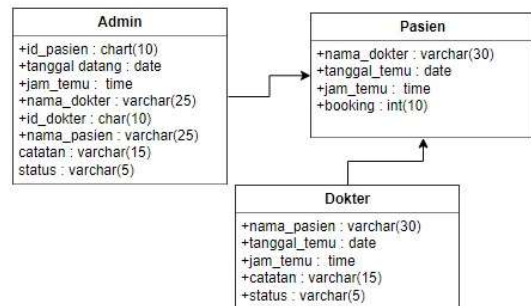 Admin
+id_pasien : chart(10)
+tanggal datang : date
+jam_temu : time
+nama_dokter : varchar(25)
+id_dokter : char(10)
+nama_pasien : varchar(25)
catatan : varchar(15)
status : varchar(5)
Pasien
+nama_dokter : varchar(30)
+tanggal_temu : date
+jam_temu : time
+booking : int(10)
Dokter
+nama_pasien : varchar(30)
+tanggal_temu : date
+jam_temu : time
+catatan : varchar(15)
+status : varchar(5)